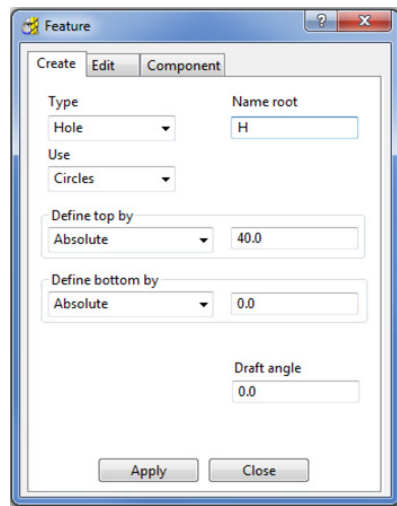 Feature
Create Edit Component
Type Name root
Hole H
Use
Circles
Define top by
Absolute 40.0
Define bottom by
Absolute 0.0
Draft angle
0.0
Apply Close